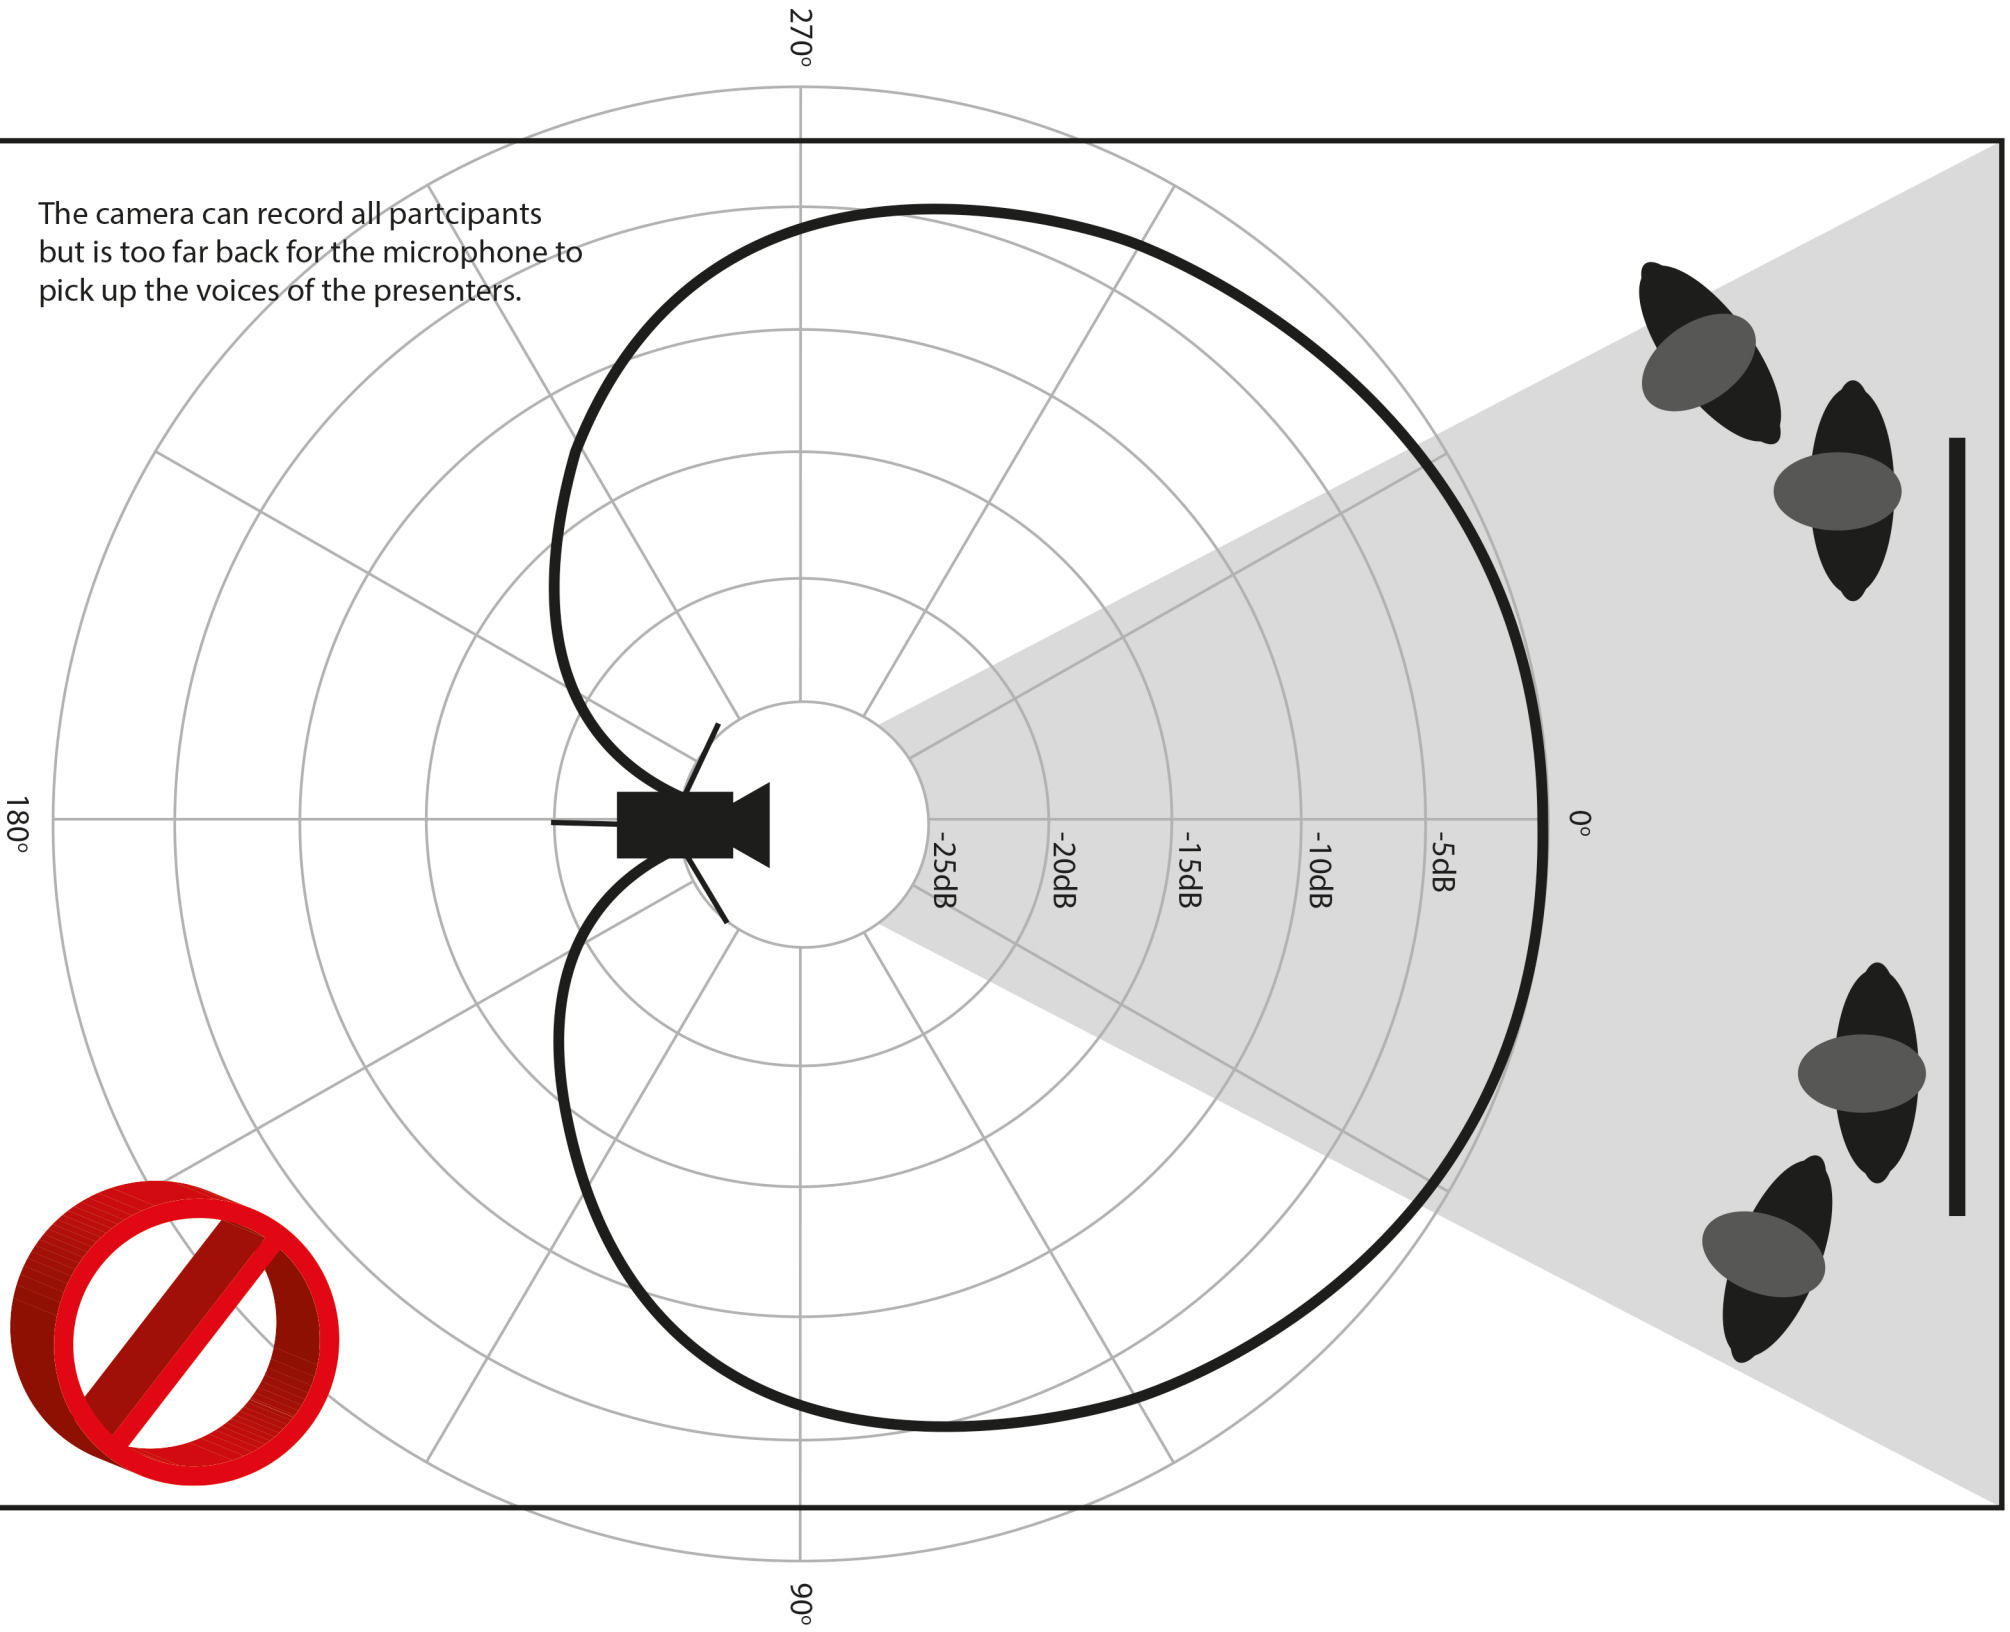 270°
The camera can record all partcipants
but is too far back for the microphone to
pick up the voices of the presenters.
180°
-25dB
-20dB
-15dB
-10dB
-5dB
0°
90°